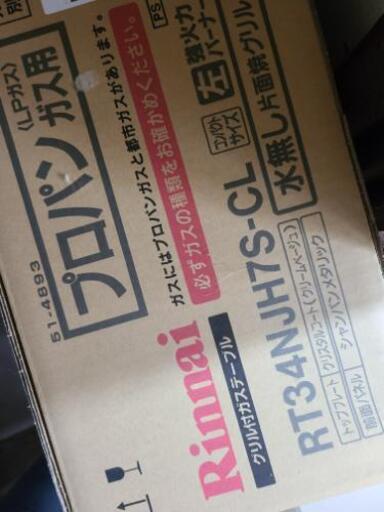 51-4893
〈LPガス〉
プロパンガス用
ガスにはプロパンガスと都市ガスがあります。
必ずガスの種類をお確かめください。
PS
Rinnai
グリル付ガステーブル
RT34NJH7S-CL
コンパクトサイズ
強火力バーナー
水無し片面焼グリル
トッププレート クリスタルコート(クリームベージュ)
前面パネル シャンパンメタリック